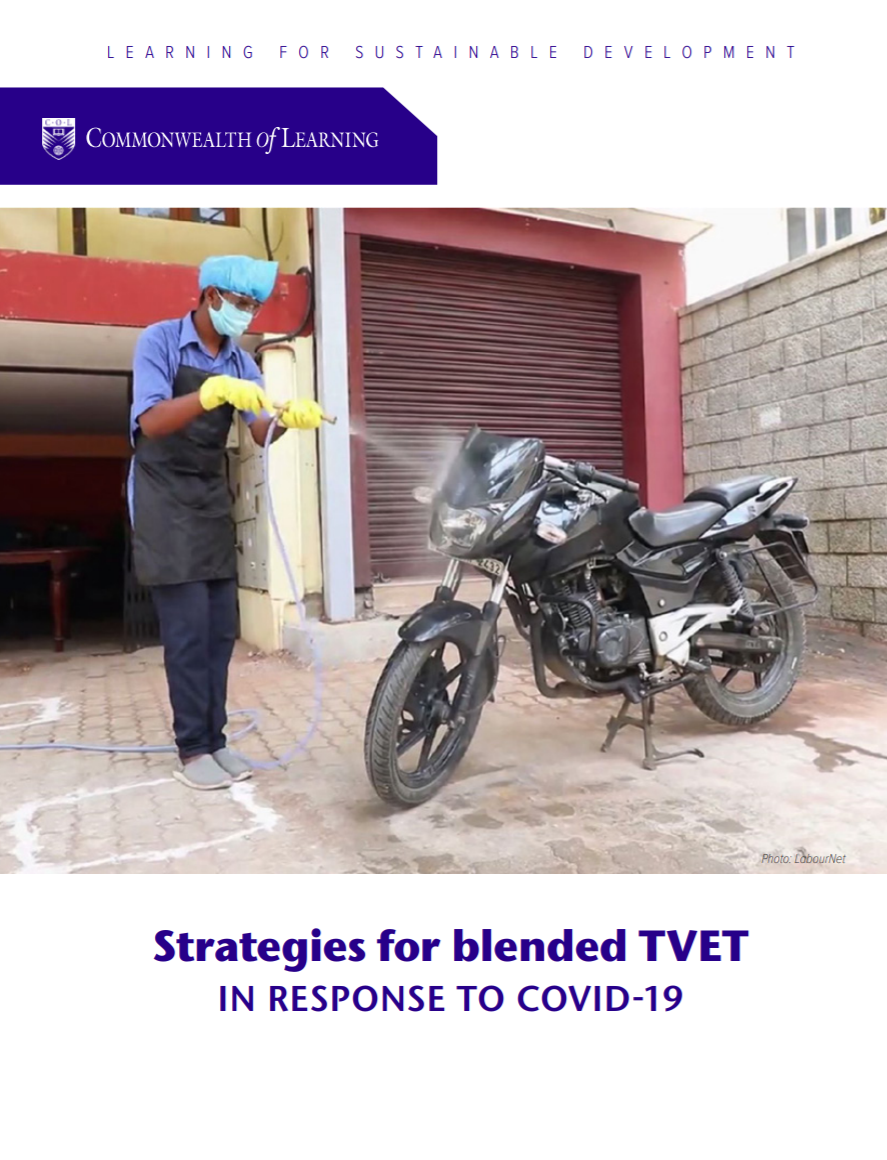 LEARNING FOR SUSTAINABLE DEVELOPMENT
C·O·L
COMMONWEALTH of LEARNING
Photo: LabourNet
Strategies for blended TVET
IN RESPONSE TO COVID-19